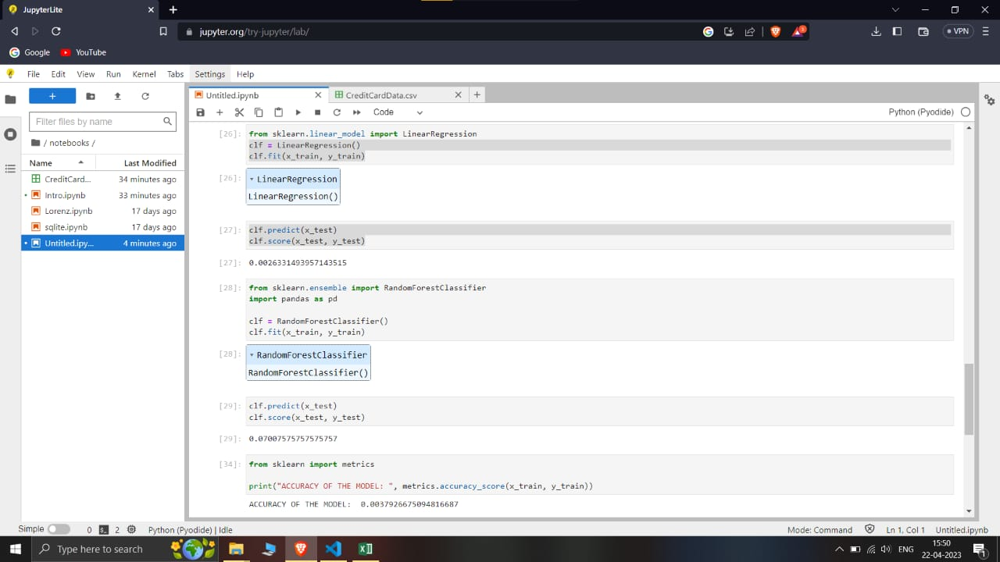 JupyterLite
jupyter.org/try-jupyter/lab/
VPN
Google YouTube
File Edit View Run Kernel Tabs Settings Help
Untitled.ipynb CreditCardData.csv
Code Python (Pyodide)
Filter files by name
/ notebooks /
Name Last Modified
CreditCard... 34 minutes ago
Intro.ipynb 33 minutes ago
Lorenz.ipynb 17 days ago
sqlite.ipynb 17 days ago
Untitled.ipy... 4 minutes ago
[26]: from sklearn.linear_model import LinearRegression
clf = LinearRegression()
clf.fit(x_train, y_train)
[26]: ▾ LinearRegression
LinearRegression()
[27]: clf.predict(x_test)
clf.score(x_test, y_test)
[27]: 0.0026331493957143515
[28]: from sklearn.ensemble import RandomForestClassifier
import pandas as pd
clf = RandomForestClassifier()
clf.fit(x_train, y_train)
[28]: ▾ RandomForestClassifier
RandomForestClassifier()
[29]: clf.predict(x_test)
clf.score(x_test, y_test)
[29]: 0.07007575757575757
[34]: from sklearn import metrics
print("ACCURACY OF THE MODEL: ", metrics.accuracy_score(x_train, y_train))
ACCURACY OF THE MODEL:  0.0037926675094816687
Simple 0 2 Python (Pyodide) | Idle Mode: Command Ln 1, Col 1 Untitled.ipynb
Type here to search
ENG
15:50
22-04-2023
1